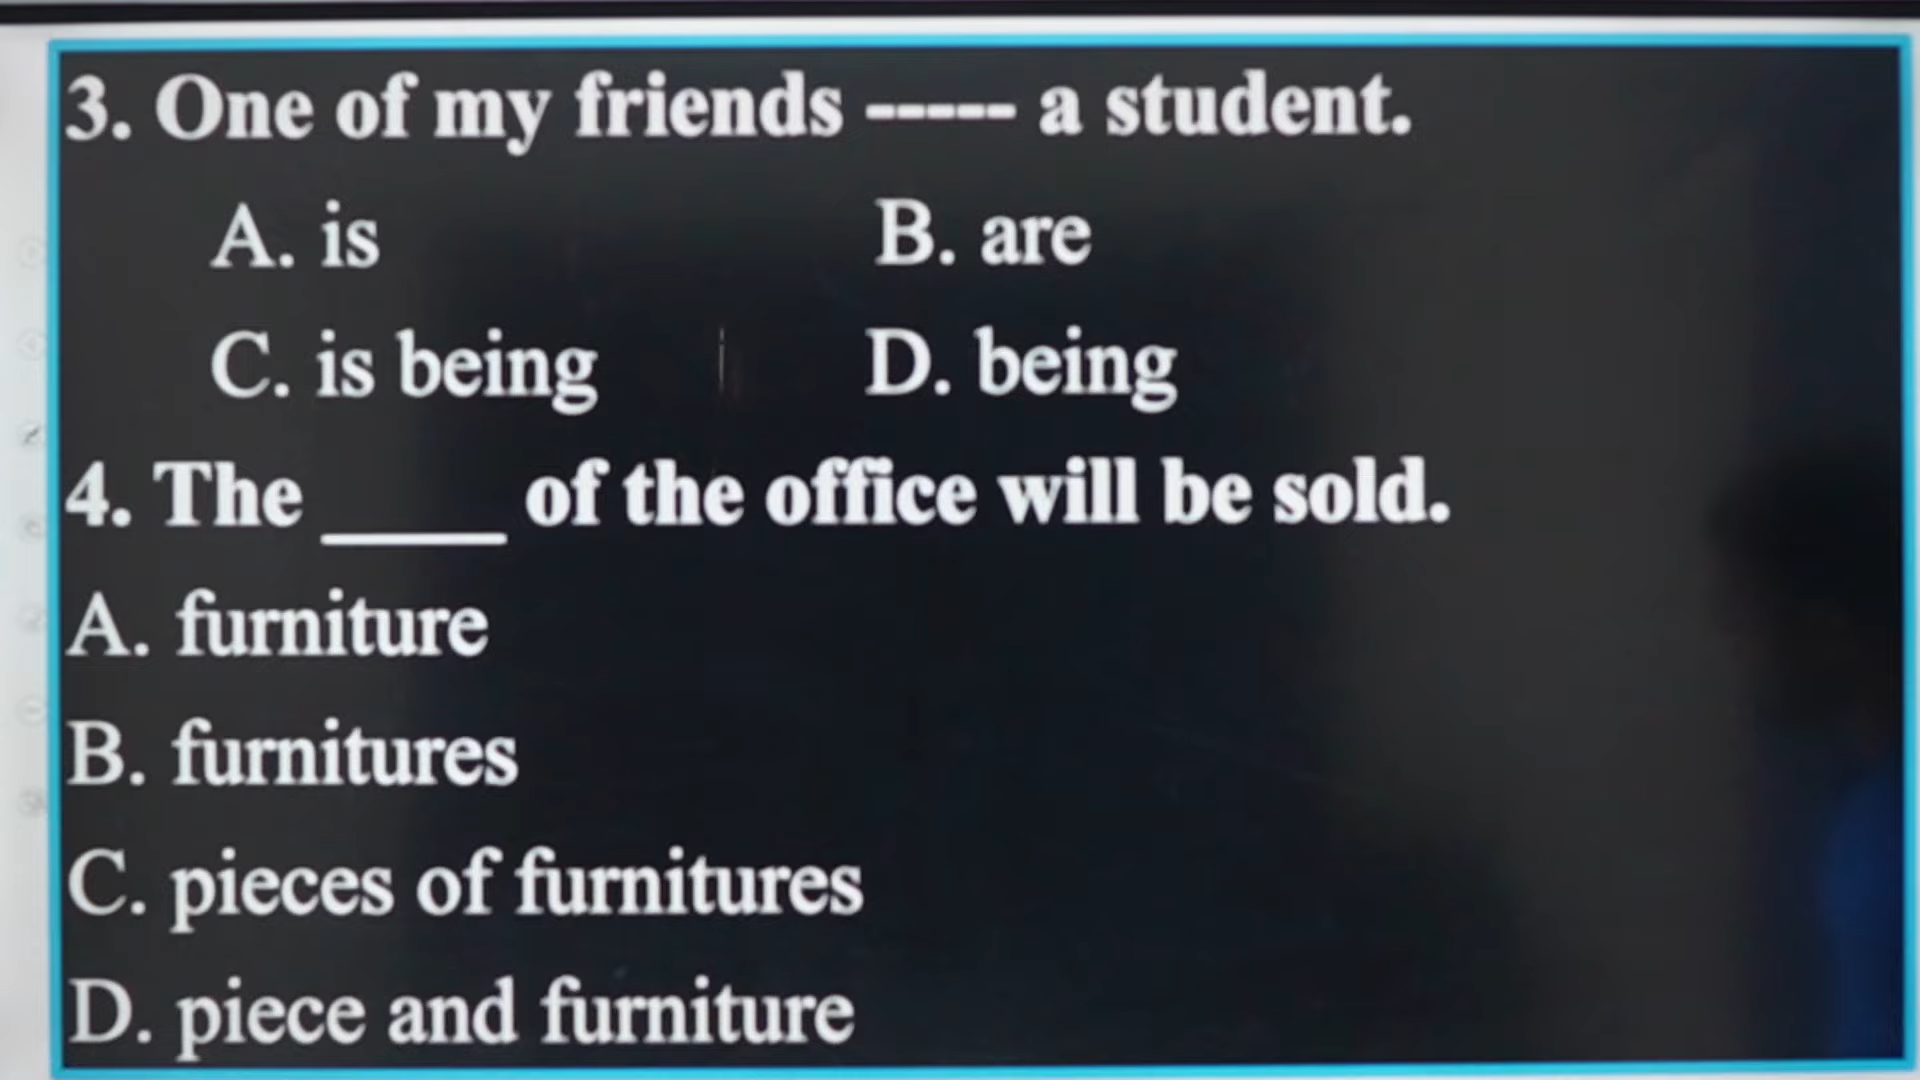 3. One of my friends ----- a student.
A. is B. are
C. is being D. being
4. The _____ of the office will be sold.
A. furniture
B. furnitures
C. pieces of furnitures
D. piece and furniture